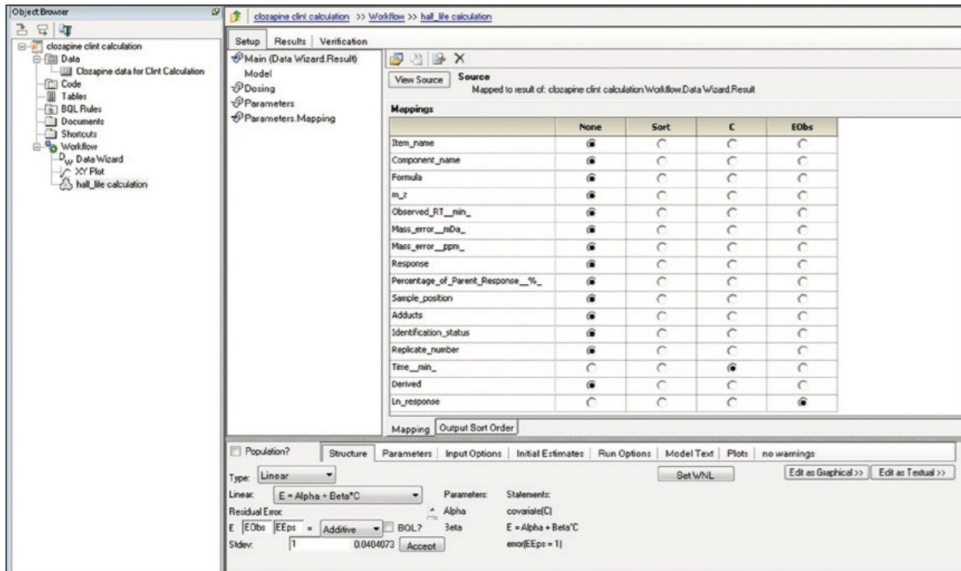 Object Browser
clozapine clint calculation >> Workflow >> hall_life calculation
clozapine clint calculation
Data
Clozapine data for Clint Calculation
Code
Tables
BQL Rules
Documents
Shortcuts
Workflow
Data Wizard
XY Plot
hall_life calculation
Setup Results Verification
Main (Data Wizard.Result)
Model
Dosing
Parameters
Parameters.Mapping
View Source Source
Mapped to result of: clozapine clint calculation.Workflow.Data Wizard.Result
Mappings
None Sort C EObs
Item_name
Component_name
Formula
m_z
Observed_RT__min_
Mass_error__mDa_
Mass_error__ppm_
Response
Percentage_of_Parent_Response__%_
Sample_position
Adducts
Identification_status
Replicate_number
Time__min_
Derived
Ln_response
Mapping Output Sort Order
Population? Structure Parameters Input Options Initial Estimates Run Options Model Text Plots no warnings
Type: Linear Set WNL Edit as Graphical >> Edit as Textual >>
Linear: E = Alpha + Beta*C Parameters: Statements:
Residual Error: Alpha covariate(C)
E EObs EEps = Additive BQL? Beta E = Alpha + Beta*C
Stdev: 1 0.0404073 Accept error(EEps = 1)